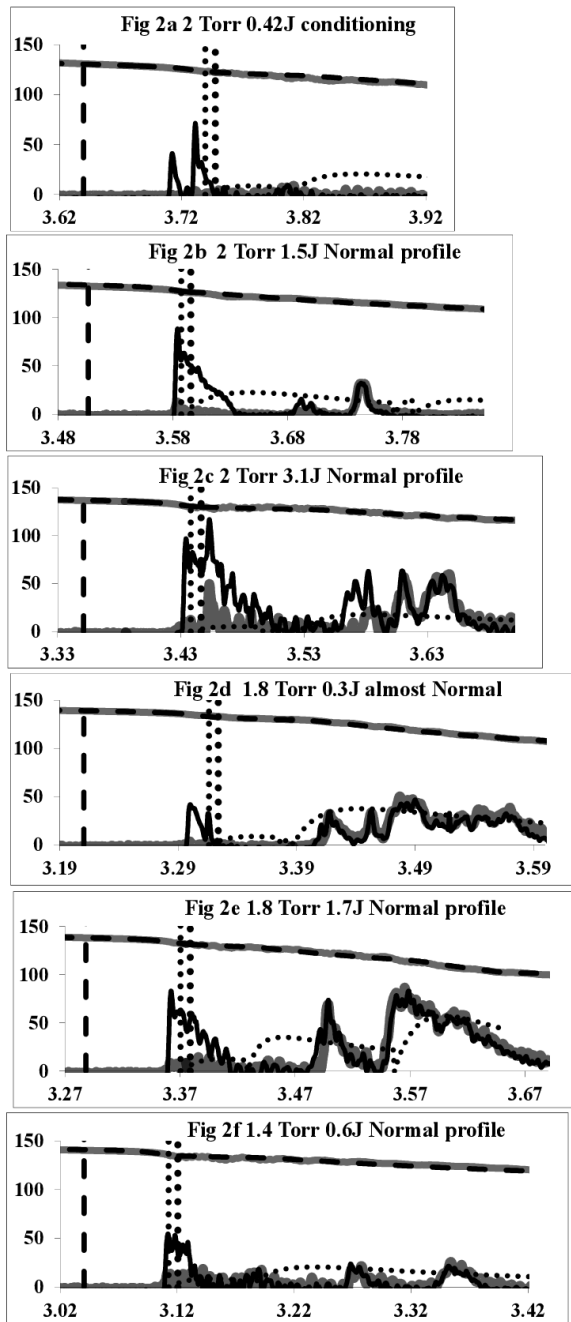 Fig 2a 2 Torr 0.42J conditioning
150
100
50
0
3.62 3.72 3.82 3.92
Fig 2b 2 Torr 1.5J Normal profile
150
100
50
0
3.48 3.58 3.68 3.78
Fig 2c 2 Torr 3.1J Normal profile
150
100
50
0
3.33 3.43 3.53 3.63
Fig 2d 1.8 Torr 0.3J almost Normal
150
100
50
0
3.19 3.29 3.39 3.49 3.59
Fig 2e 1.8 Torr 1.7J Normal profile
150
100
50
0
3.27 3.37 3.47 3.57 3.67
Fig 2f 1.4 Torr 0.6J Normal profile
150
100
50
0
3.02 3.12 3.22 3.32 3.42